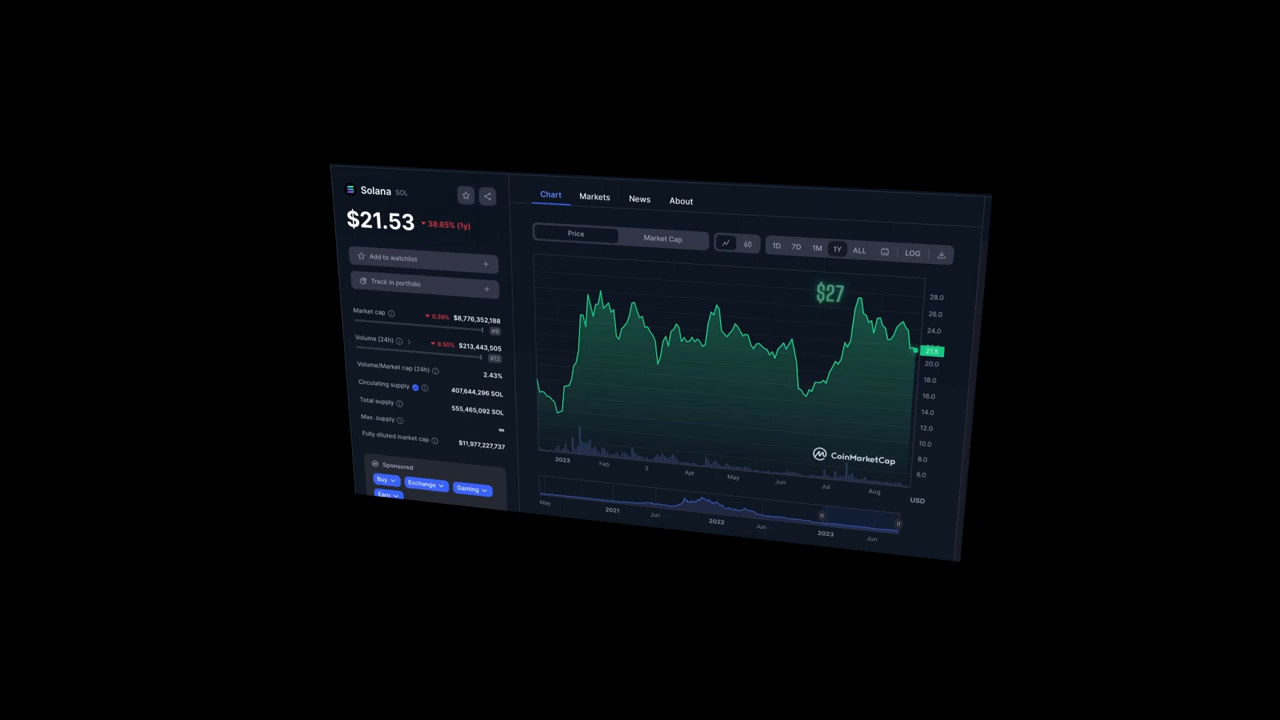 Solana SOL
$21.53 38.65% (1y)
Add to watchlist +
Track in portfolio +
Market cap 0.39% $8,776,352,188
#9
Volume (24h) 8.50% $213,443,505
#12
Volume/Market cap (24h) 2.43%
Circulating supply 407,644,296 SOL
Total supply 555,465,092 SOL
Max. supply ∞
Fully diluted market cap $11,977,227,737
Sponsored
Buy Exchange Gaming
Earn
Chart Markets News About
Price Market Cap 1D 7D 1M 1Y ALL LOG
$27
28.0
26.0
24.0
21.5
20.0
18.0
16.0
14.0
12.0
10.0
8.0
6.0
CoinMarketCap
2023 Feb 3 Apr May Jun Jul Aug
USD
May 2021 Jun 2022 Jun 2023 Jun